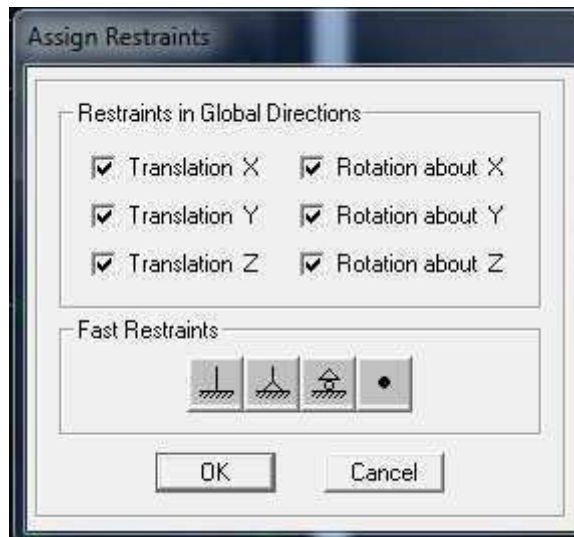 Assign Restraints
Restraints in Global Directions
Translation X Rotation about X
Translation Y Rotation about Y
Translation Z Rotation about Z
Fast Restraints
OK Cancel